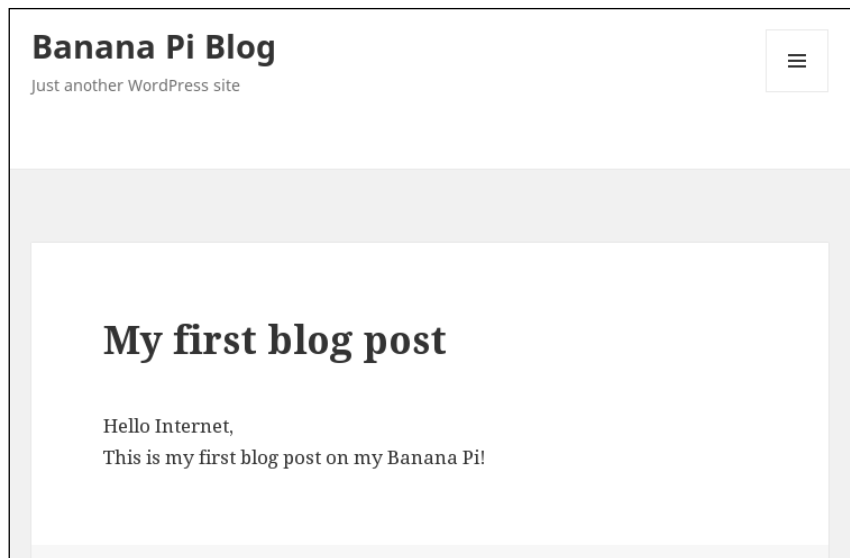 Banana Pi Blog
Just another WordPress site
My first blog post
Hello Internet,
This is my first blog post on my Banana Pi!